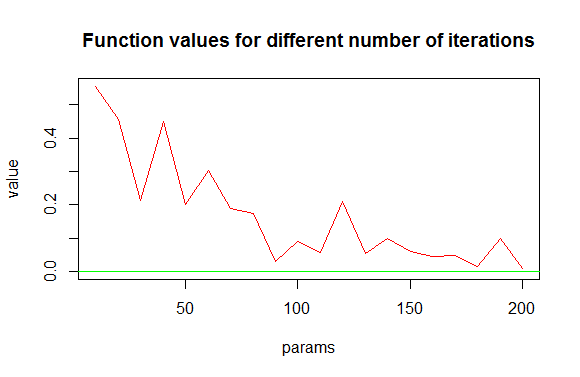 Function values for different number of iterations
value
0.4
0.2
0.0
50
100
150
200
params